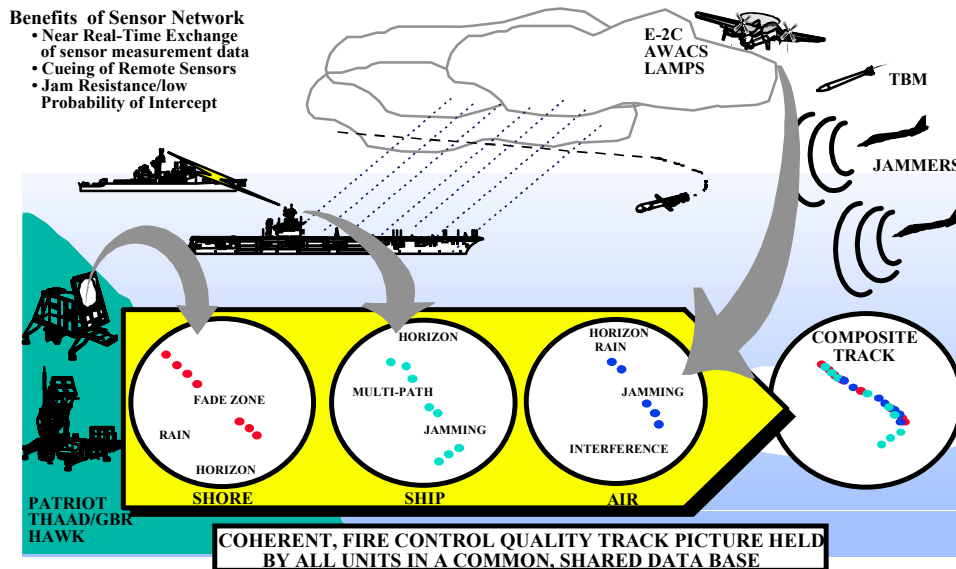 Benefits of Sensor Network
• Near Real-Time Exchange
of sensor measurement data
• Cueing of Remote Sensors
• Jam Resistance/low
Probability of Intercept
E-2C
AWACS
LAMPS
TBM
JAMMERS
HORIZON
HORIZON
RAIN
COMPOSITE
TRACK
FADE ZONE
MULTI-PATH
JAMMING
RAIN
JAMMING
HORIZON
INTERFERENCE
SHORE
SHIP
AIR
PATRIOT
THAAD/GBR
HAWK
COHERENT, FIRE CONTROL QUALITY TRACK PICTURE HELD
BY ALL UNITS IN A COMMON, SHARED DATA BASE